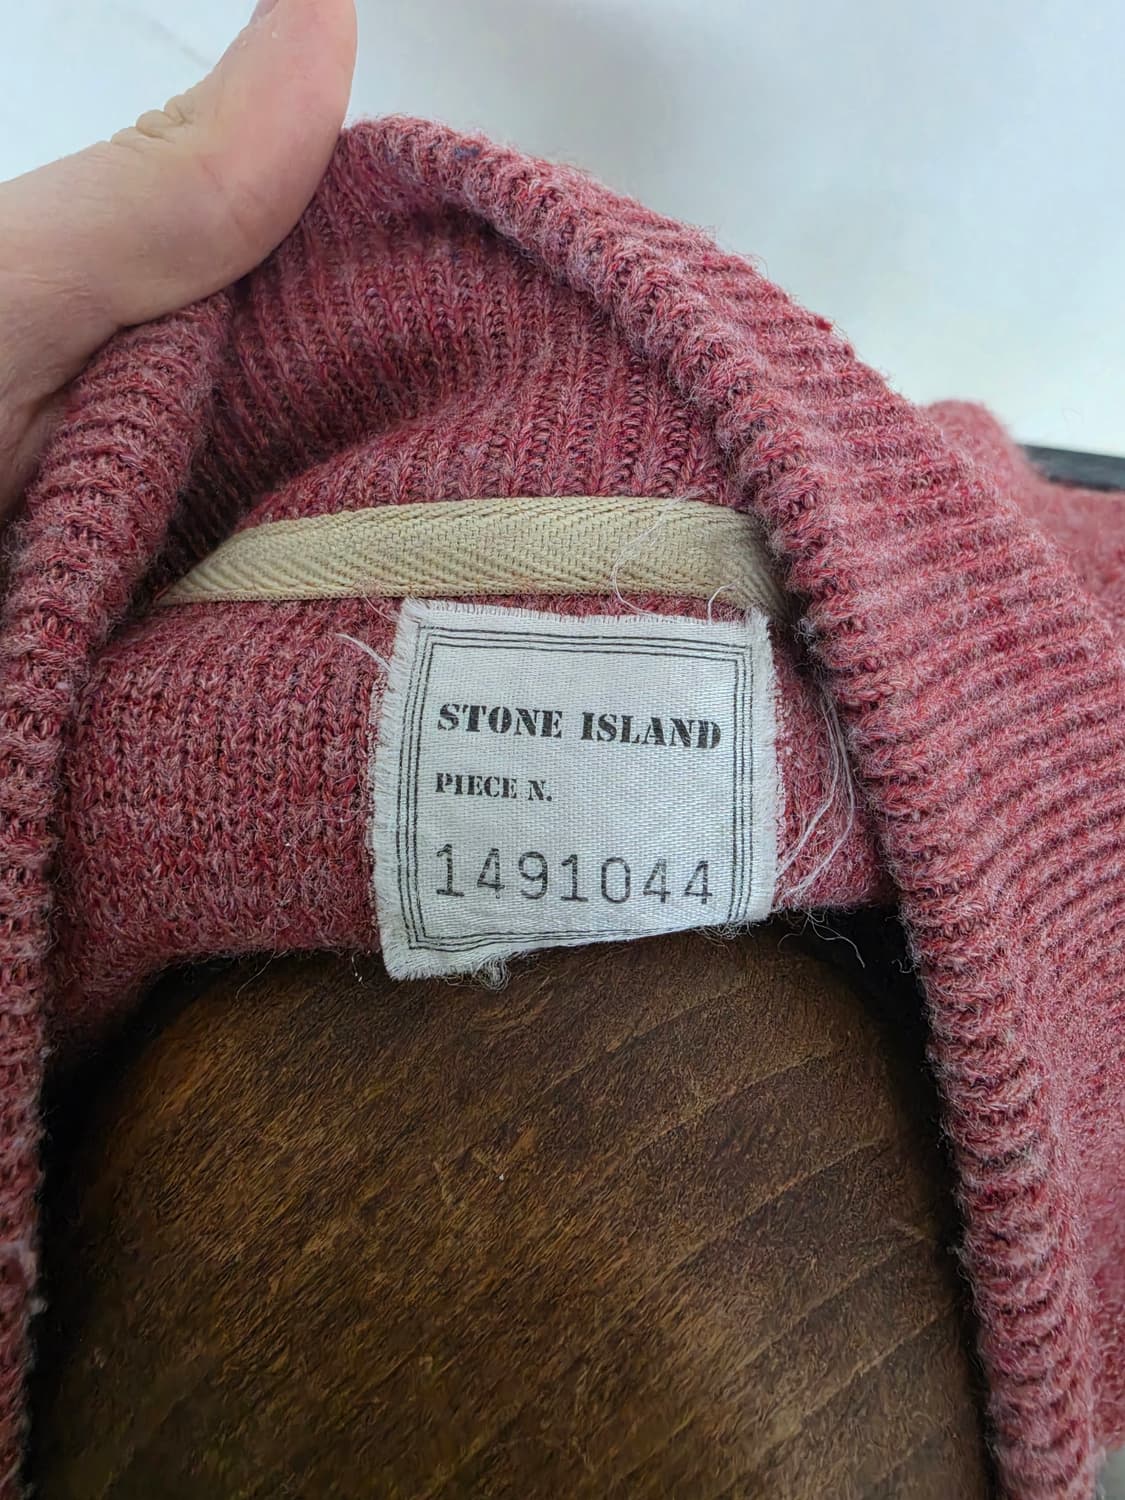 STONE ISLAND
PIECE N.
1491044